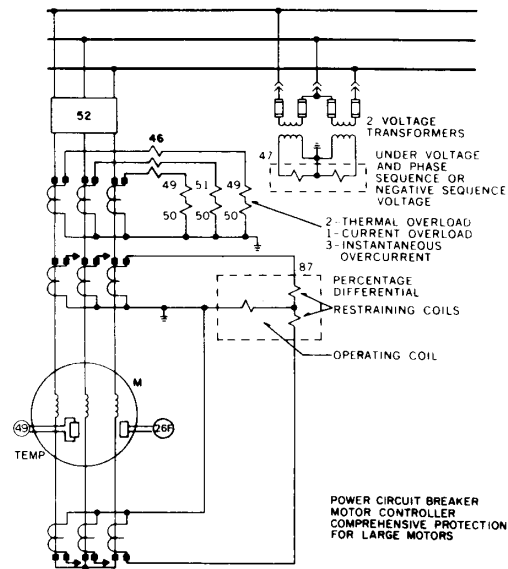 52
46
2 VOLTAGE
TRANSFORMERS
47
UNDER VOLTAGE
AND PHASE
SEQUENCE OR
NEGATIVE SEQUENCE
VOLTAGE
49 51 49
50 50 50
2-THERMAL OVERLOAD
1-CURRENT OVERLOAD
3-INSTANTANEOUS
OVERCURRENT
87
PERCENTAGE
DIFFERENTIAL
RESTRAINING COILS
OPERATING COIL
M
49
26F
TEMP
POWER CIRCUIT BREAKER
MOTOR CONTROLLER
COMPREHENSIVE PROTECTION
FOR LARGE MOTORS